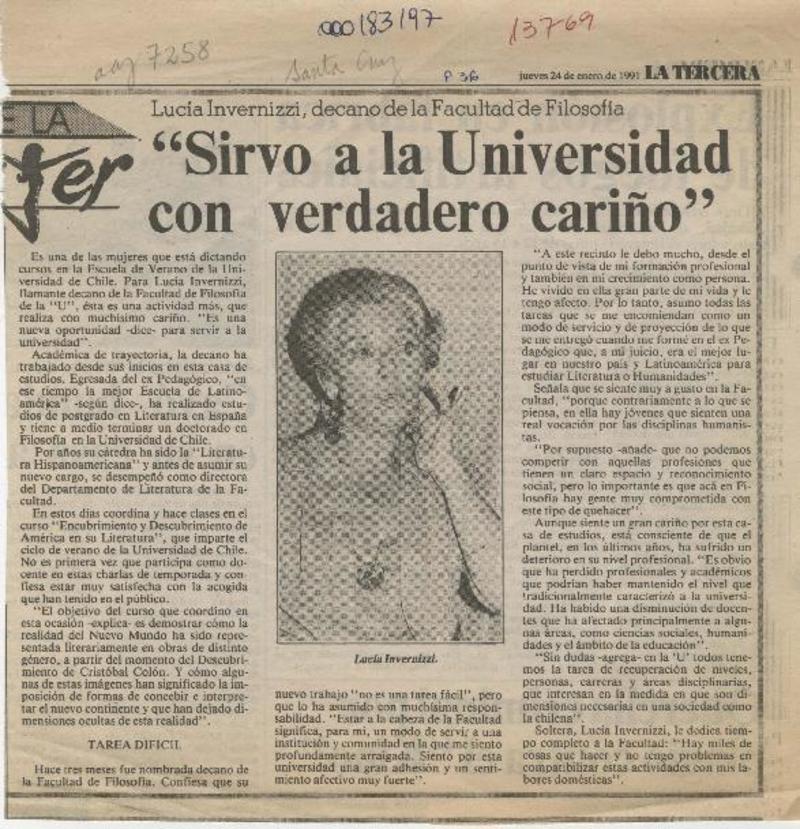 000183197
13769
aaj 7258
Santa Cruz
P 36
jueves 24 de enero de 1991 LA TERCERA
E LA
Lucía Invernizzi, decano de la Facultad de Filosofía
“Sirvo a la Universidad
con verdadero cariño”
Es una de las mujeres que está dictando
cursos en la Escuela de Verano de la Uni-
versidad de Chile. Para Lucía Invernizzi,
flamante decano de la Facultad de Filosofía
de la "U", ésta es una actividad más, que
realiza con muchísimo cariño. "Es una
nueva oportunidad -dice- para servir a la
universidad".
Académica de trayectoria, la decano ha
trabajado desde sus inicios en esta casa de
estudios. Egresada del ex Pedagógico, "en
ese tiempo la mejor Escuela de Latino-
américa" -según dice-, ha realizado estu-
dios de postgrado en Literatura en España
y tiene a medio terminar un doctorado en
Filosofía en la Universidad de Chile.
Por años su cátedra ha sido la "Literatu-
ra Hispanoamericana" y antes de asumir su
nuevo cargo, se desempeñó como directora
del Departamento de Literatura de la Fa-
cultad.
En estos días coordina y hace clases en el
curso "Encubrimiento y Descubrimiento de
América en su Literatura", que imparte el
ciclo de verano de la Universidad de Chile.
No es primera vez que participa como do-
cente en estas charlas de temporada y con-
fiesa estar muy satisfecha con la acogida
que han tenido en el público.
"El objetivo del curso que coordino en
esta ocasión -explica- es demostrar cómo la
realidad del Nuevo Mundo ha sido repre-
sentada literariamente en obras de distinto
género, a partir del momento del Descubri-
miento de Cristóbal Colón. Y cómo algu-
nas de estas imágenes han significado la im-
posición de formas de concebir e interpre-
tar el nuevo continente y que han dejado di-
mensiones ocultas de esta realidad".
TAREA DIFICIL
Hace tres meses fue nombrada decano de
la Facultad de Filosofía. Confiesa que su
Lucía Invernizzi.
nuevo trabajo "no es una tarea fácil", pero
que lo ha asumido con muchísima respon-
sabilidad. "Estar a la cabeza de la Facultad
significa, para mí, un modo de servir a una
institución y comunidad en la que me siento
profundamente arraigada. Siento por esta
universidad una gran adhesión y un senti-
miento afectivo muy fuerte".
"A este recinto le debo mucho, desde el
punto de vista de mi formación profesional
y también en mi crecimiento como persona.
He vivido en ella gran parte de mi vida y le
tengo afecto. Por lo tanto, asumo todas las
tareas que se me encomiendan como un
modo de servicio y de proyección de lo que
se me entregó cuando me formé en el ex Pe-
dagógico que, a mi juicio, era el mejor lu-
gar en nuestro país y Latinoamérica para
estudiar Literatura o Humanidades".
Señala que se siente muy a gusto en la Fa-
cultad, "porque contrariamente a lo que se
piensa, en ella hay jóvenes que sienten una
real vocación por las disciplinas humanis-
tas.
"Por supuesto -añade- que no podemos
competir con aquellas profesiones que
tienen un claro espacio y reconocimiento
social, pero lo importante es que acá en Fi-
losofía hay gente muy comprometida con
este tipo de quehacer".
Aunque siente un gran cariño por esta ca-
sa de estudios, está consciente de que el
plantel, en los últimos años, ha sufrido un
deterioro en su nivel profesional. "Es obvio
que ha perdido profesionales y académicos
que podrían haber mantenido el nivel que
tradicionalmente caracterizó a la universi-
dad. Ha habido una disminución de docen-
tes que ha afectado principalmente a algu-
nas áreas, como ciencias sociales, humani-
dades y el ámbito de la educación".
"Sin dudas -agrega- en la 'U' todos tene-
mos la tarea de recuperación de niveles,
personas, carreras y áreas disciplinarias,
que interesan en la medida en que son di-
mensiones necesarias en una sociedad como
la chilena".
Soltera, Lucía Invernizzi, le dedica tiem-
po completo a la Facultad: "Hay miles de
cosas que hacer y no tengo problemas en
compatibilizar estas actividades con mis la-
bores domésticas".